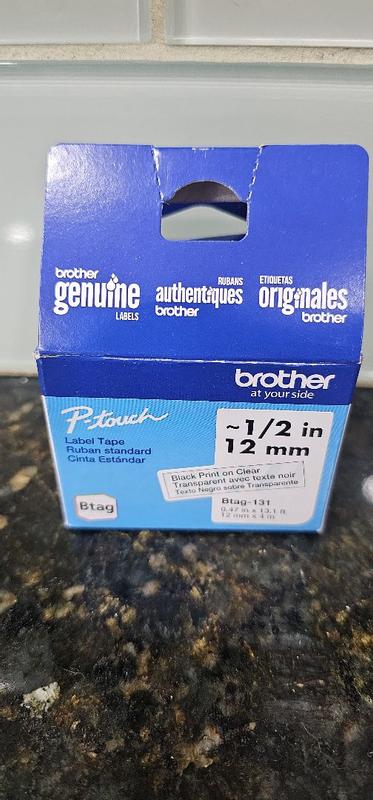 brother
genuine
LABELS
RUBANS
authentiques
brother
ETIQUETAS
originales
brother
brother
at your side
P-touch
Label Tape
Ruban standard
Cinta Estándar
~1/2 in
12 mm
Black Print on Clear
Transparent avec texte noir
Texto Negro sobre Transparente
Btag
Btag-131
0.47 in x 13.1 ft
12 mm x 4 m